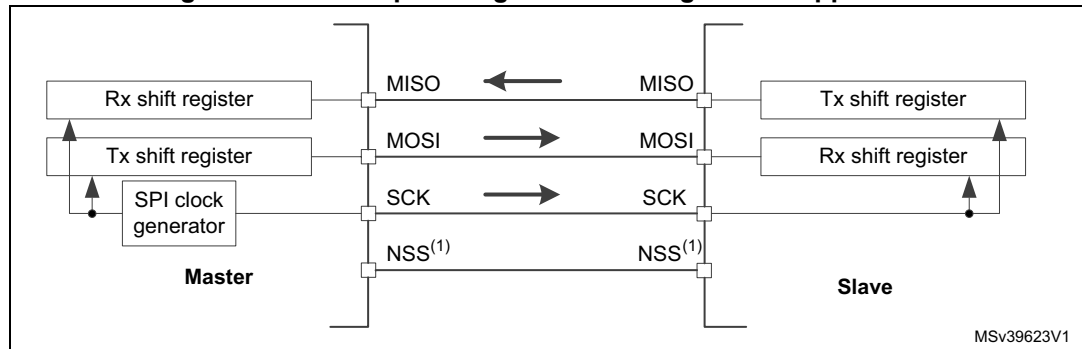 MISO MISO
Rx shift register Tx shift register
MOSI MOSI
Tx shift register Rx shift register
SPI clock
generator
SCK SCK
NSS(1) NSS(1)
Master
Slave
MSv39623V1